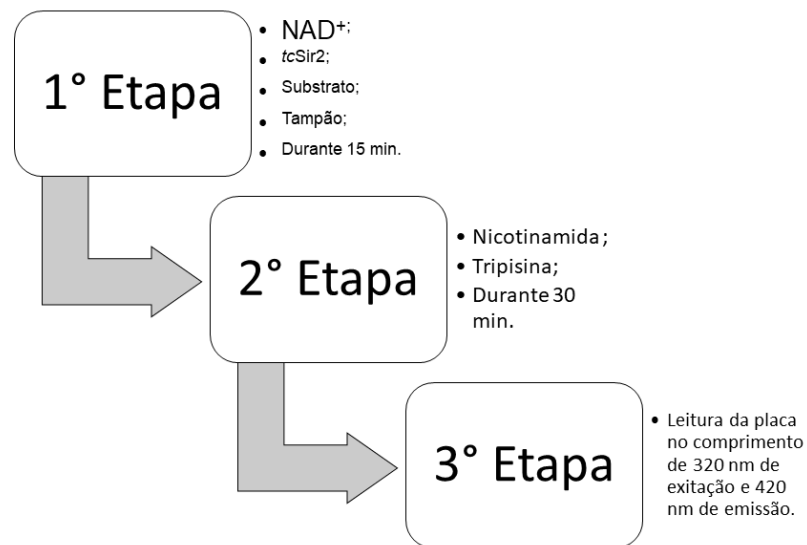 1° Etapa
• NAD+;
• tcSir2;
• Substrato;
• Tampão;
• Durante 15 min.
2° Etapa
• Nicotinamida;
• Tripisina;
• Durante 30
min.
3° Etapa
• Leitura da placa
no comprimento
de 320 nm de
exitação e 420
nm de emissão.